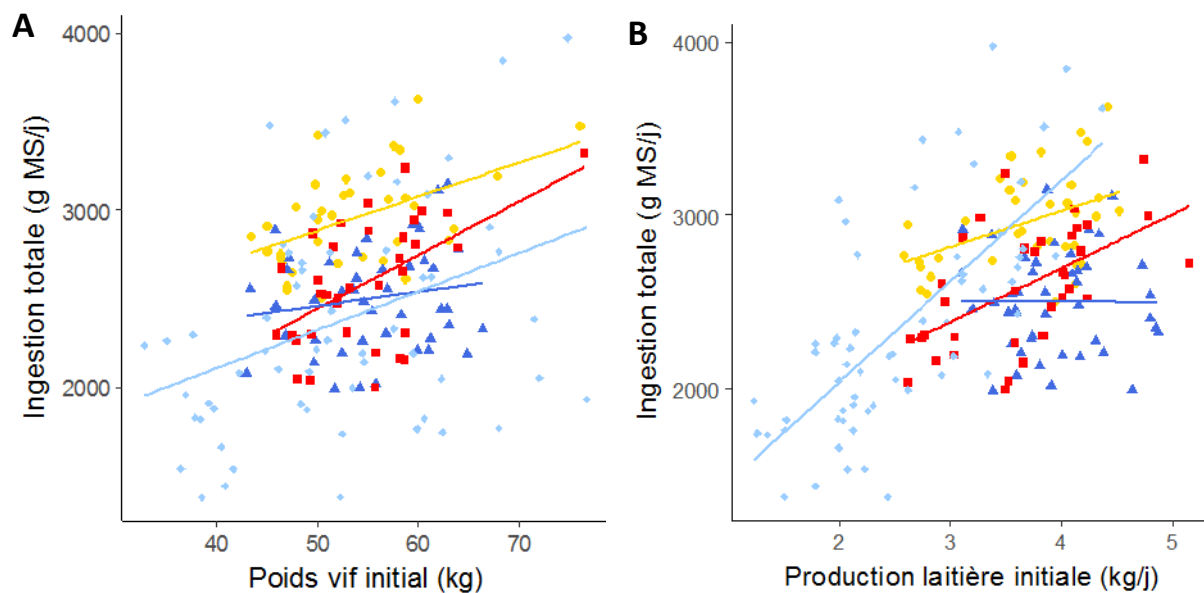 A
B
4000
3000
2000
Ingestion totale (g MS/j)
40 50 60 70
Poids vif initial (kg)
4000
3000
2000
Ingestion totale (g MS/j)
2 3 4 5
Production laitière initiale (kg/j)